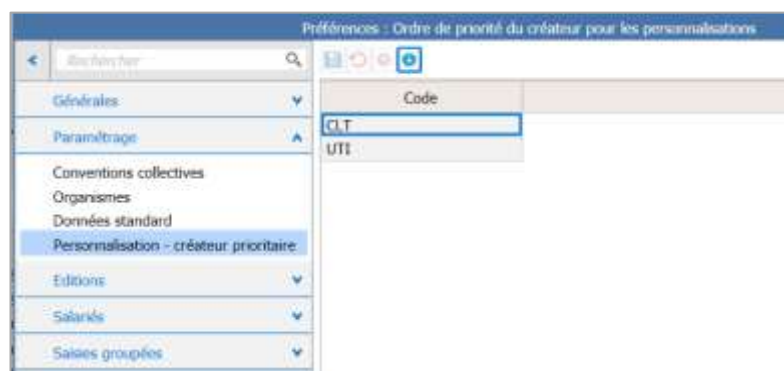 Préférences : Ordre de priorité du créateur pour les personnalisations
Rechercher
Générales
Paramétrage
Conventions collectives
Organismes
Données standard
Personnalisation - créateur prioritaire
Editions
Salariés
Saisies groupées
Code
CLT
UTI